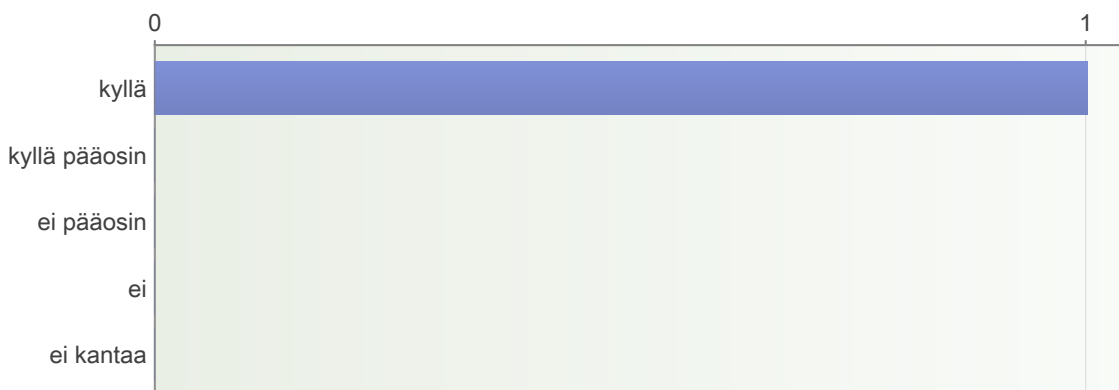 0 1
kyllä
kyllä pääosin
ei pääosin
ei
ei kantaa